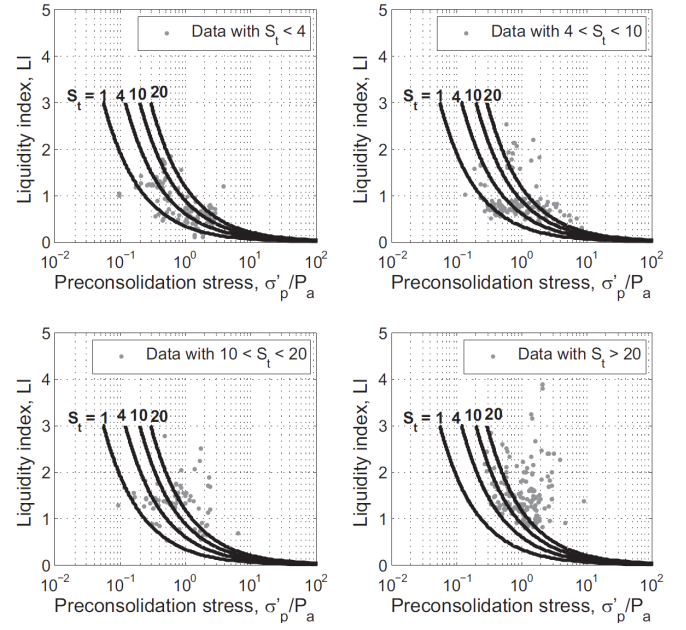 5
4
3
2
1
0
Liquidity index, LI
Data with S_t < 4
S_t = 1 4 10 20
10^-2 10^-1 10^0 10^1 10^2
Preconsolidation stress, σ'_p/P_a
5
4
3
2
1
0
Liquidity index, LI
Data with 4 < S_t < 10
S_t = 1 4 10 20
10^-2 10^-1 10^0 10^1 10^2
Preconsolidation stress, σ'_p/P_a
5
4
3
2
1
0
Liquidity index, LI
Data with 10 < S_t < 20
S_t = 1 4 10 20
10^-2 10^-1 10^0 10^1 10^2
Preconsolidation stress, σ'_p/P_a
5
4
3
2
1
0
Liquidity index, LI
Data with S_t > 20
S_t = 1 4 10 20
10^-2 10^-1 10^0 10^1 10^2
Preconsolidation stress, σ'_p/P_a